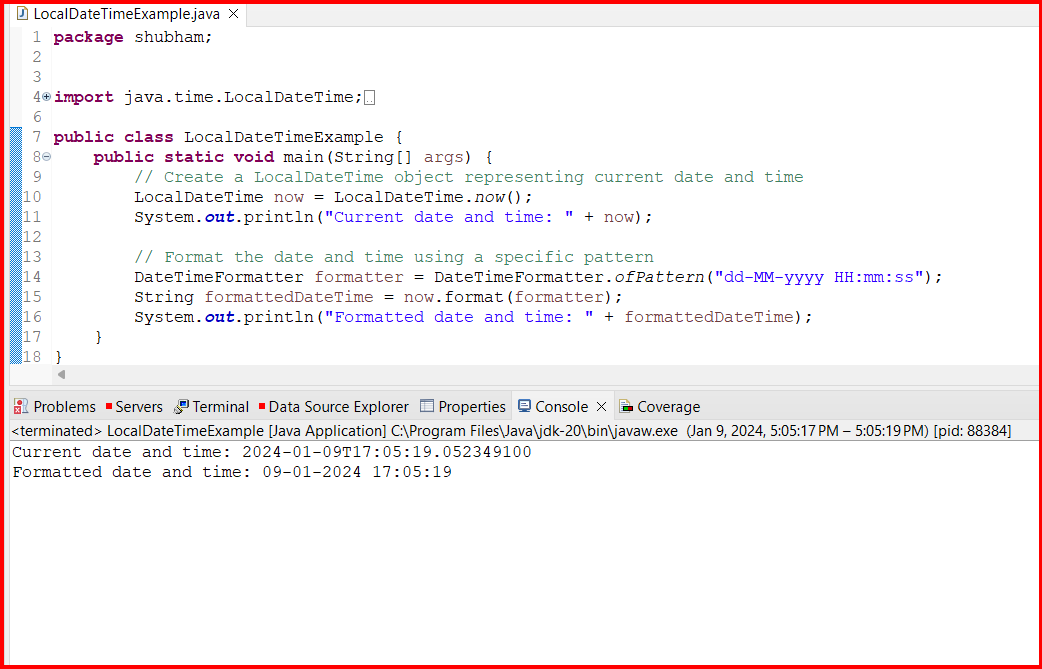 LocalDateTimeExample.java
1 package shubham;
2
3
4 import java.time.LocalDateTime;
6
7 public class LocalDateTimeExample {
8 public static void main(String[] args) {
9 // Create a LocalDateTime object representing current date and time
10 LocalDateTime now = LocalDateTime.now();
11 System.out.println("Current date and time: " + now);
12
13 // Format the date and time using a specific pattern
14 DateTimeFormatter formatter = DateTimeFormatter.ofPattern("dd-MM-yyyy HH:mm:ss");
15 String formattedDateTime = now.format(formatter);
16 System.out.println("Formatted date and time: " + formattedDateTime);
17 }
18 }
Problems Servers Terminal Data Source Explorer Properties Console Coverage
<terminated> LocalDateTimeExample [Java Application] C:\Program Files\Java\jdk-20\bin\javaw.exe (Jan 9, 2024, 5:05:17 PM – 5:05:19 PM) [pid: 88384]
Current date and time: 2024-01-09T17:05:19.052349100
Formatted date and time: 09-01-2024 17:05:19